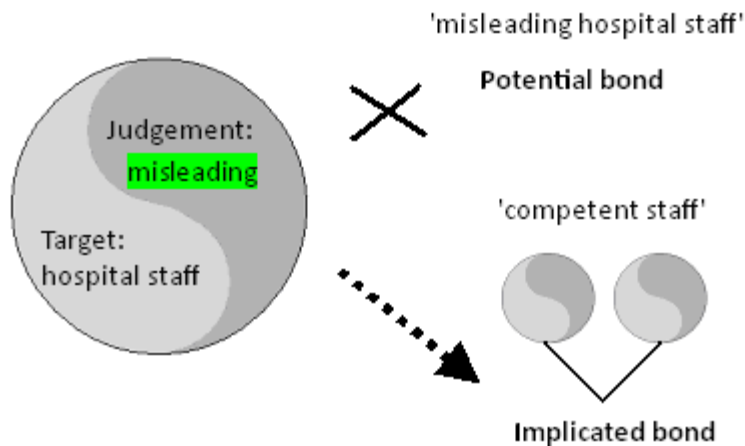 'misleading hospital staff'
Potential bond
Judgement:
misleading
Target:
hospital staff
'competent staff'
Implicated bond